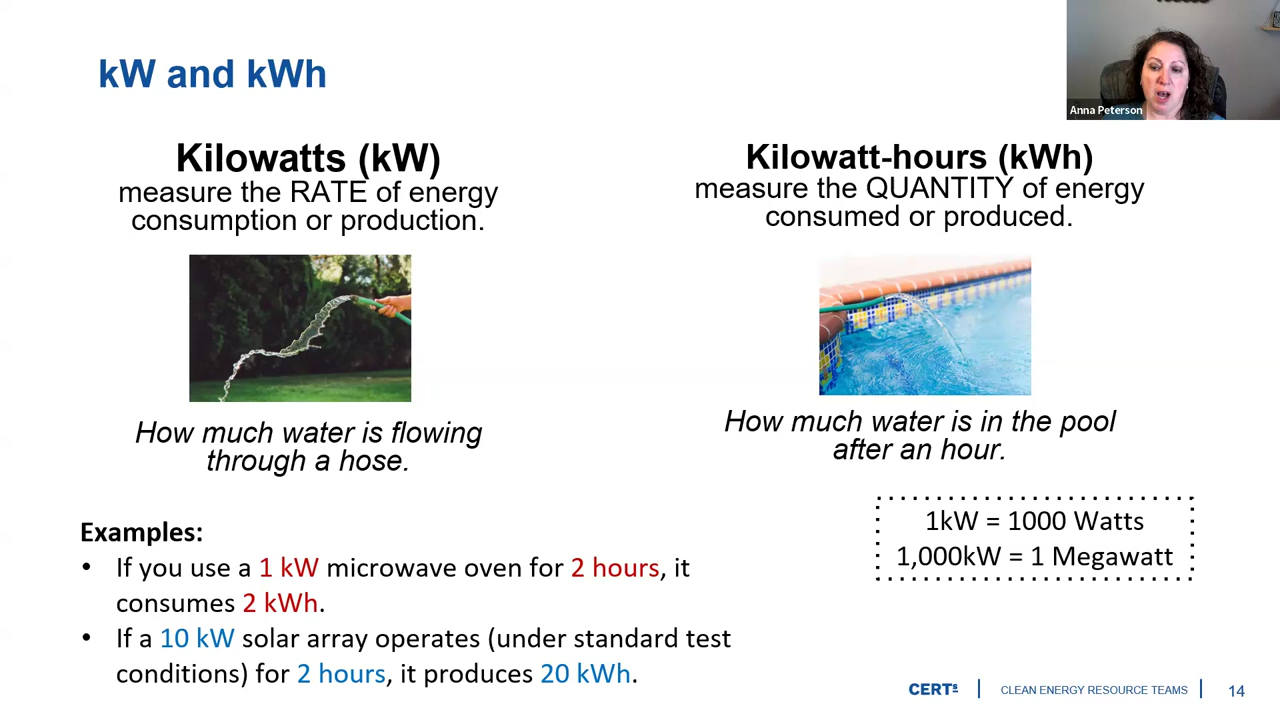 kW and kWh
Anna Peterson
Kilowatts (kW)
measure the RATE of energy
consumption or production.
Kilowatt-hours (kWh)
measure the QUANTITY of energy
consumed or produced.
How much water is flowing
through a hose.
How much water is in the pool
after an hour.
1kW = 1000 Watts
1,000kW = 1 Megawatt
Examples:
• If you use a 1 kW microwave oven for 2 hours, it
consumes 2 kWh.
• If a 10 kW solar array operates (under standard test
conditions) for 2 hours, it produces 20 kWh.
CERTs | CLEAN ENERGY RESOURCE TEAMS | 14